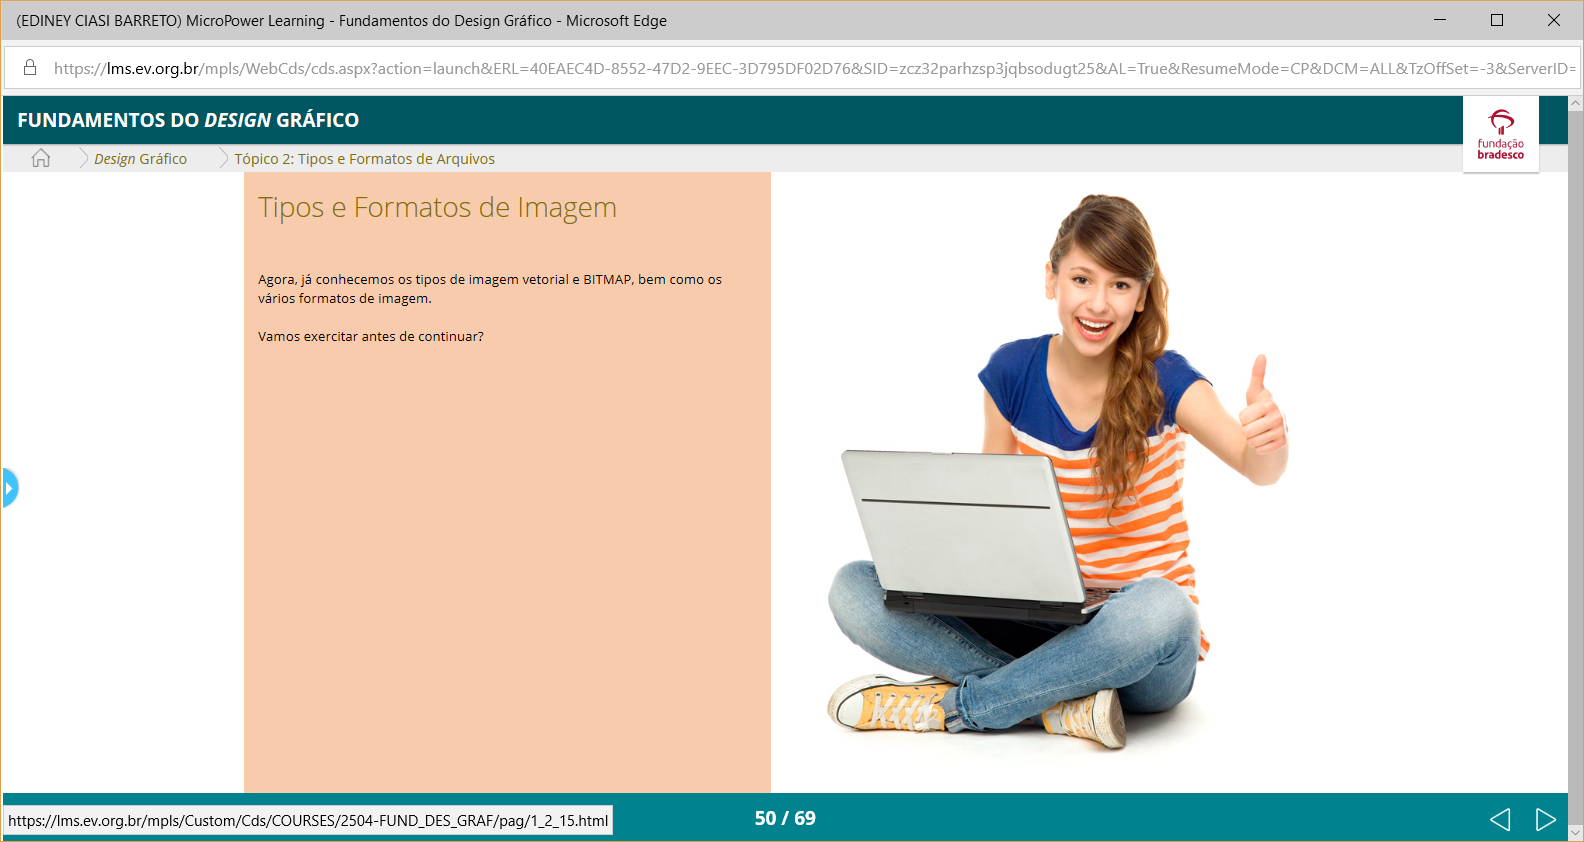 (EDINEY CIASI BARRETO) MicroPower Learning - Fundamentos do Design Gráfico - Microsoft Edge
https://lms.ev.org.br/mpls/WebCds/cds.aspx?action=launch&ERL=40EAEC4D-8552-47D2-9EEC-3D795DF02D76&SID=zcz32parhzsp3jqbsodugt25&AL=True&ResumeMode=CP&DCM=ALL&TzOffSet=-3&ServerID=
FUNDAMENTOS DO DESIGN GRÁFICO
fundação
bradesco
Design Gráfico
Tópico 2: Tipos e Formatos de Arquivos
Tipos e Formatos de Imagem
Agora, já conhecemos os tipos de imagem vetorial e BITMAP, bem como os
vários formatos de imagem.
Vamos exercitar antes de continuar?
https://lms.ev.org.br/mpls/Custom/Cds/COURSES/2504-FUND_DES_GRAF/pag/1_2_15.html
50 / 69